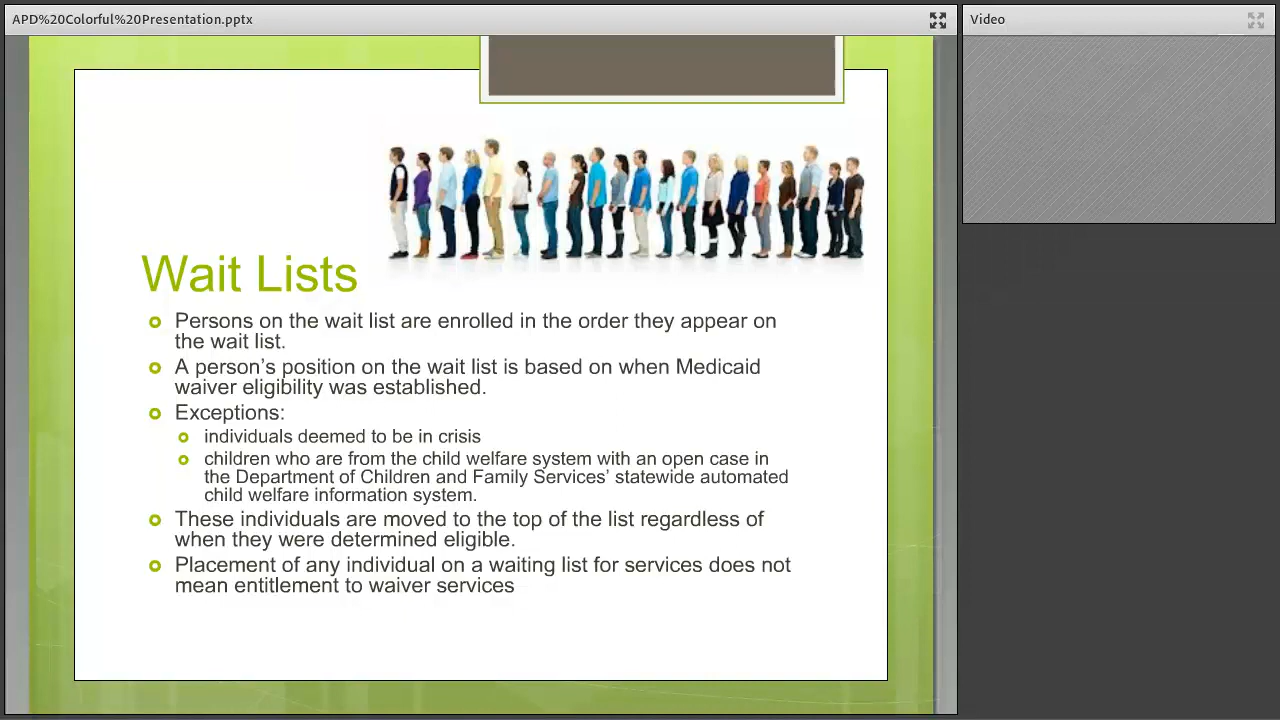 APD%20Colorful%20Presentation.pptx
Video
Wait Lists
Persons on the wait list are enrolled in the order they appear on
the wait list.
A person’s position on the wait list is based on when Medicaid
waiver eligibility was established.
Exceptions:
individuals deemed to be in crisis
children who are from the child welfare system with an open case in
the Department of Children and Family Services’ statewide automated
child welfare information system.
These individuals are moved to the top of the list regardless of
when they were determined eligible.
Placement of any individual on a waiting list for services does not
mean entitlement to waiver services